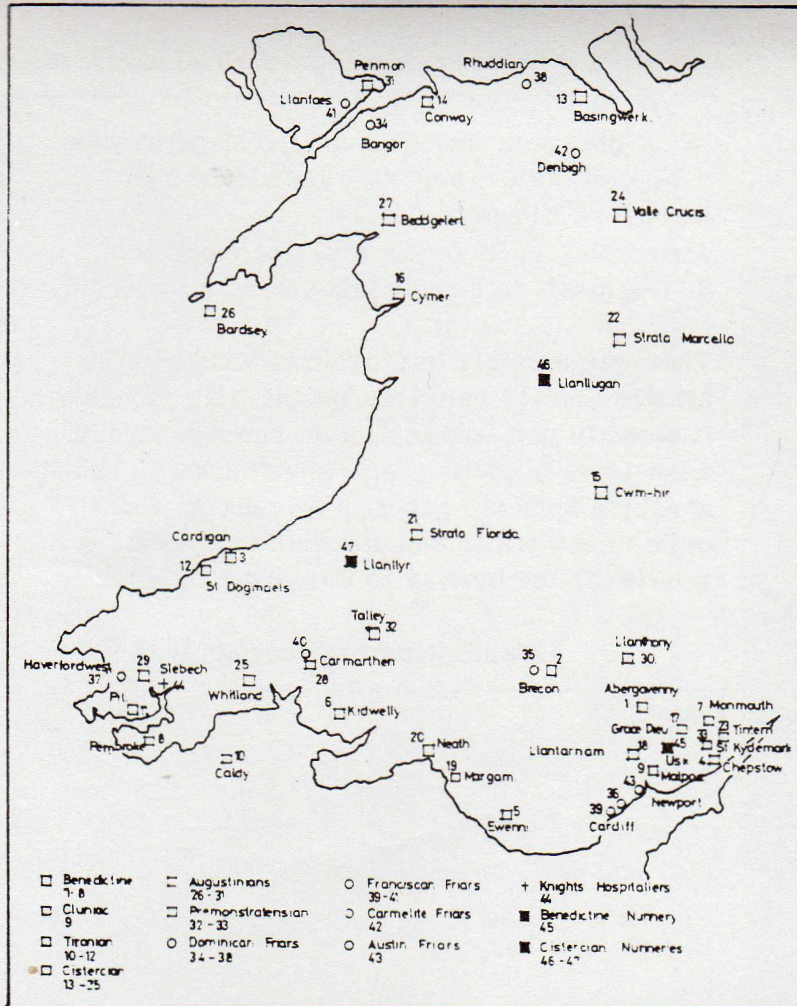 Rhuddlan
38
Penmon
31
Llanfaes
41
14
Conway
13
Basingwerk.
34
Bangor
42
Denbigh
24
Valle Crucis
27
Beddgelert
16
Cymer
26
Bardsey
22
Strata Marcella
46
Llanllugan
15
Cwm-hir
21
Strata Florida
Cardigan
3
12
St Dogmaels
47
Llanllyr
Talley
32
Llanthony
30.
Haverfordwest
37
29
Slebech
44
25
Whitland
40
Carmarthen
28
35
2
Brecon
Abergavenny
1
Pill
11
6
Kidwelly
7
Monmouth
Grace Dieu
17
23
Tintern
Pembroke
8
20
Neath
Llantarnam
18
45
Usk
33
St Kydemark
4
Chepstow
10
Caldy
19
Margam
9
Malpas
43
Newport
5
Ewenni
36
39
Cardiff
Benedictine
1-8
Cluniac
9
Tironian
10-12
Cistercian
13-25
Augustinians
26-31
Premonstratensian
32-33
Dominican Friars
34-38
Franciscan Friars
39-41
Carmelite Friars
42
Austin Friars
43
Knights Hospitallers
44
Benedictine Nunnery
45
Cistercian Nunneries
46-47